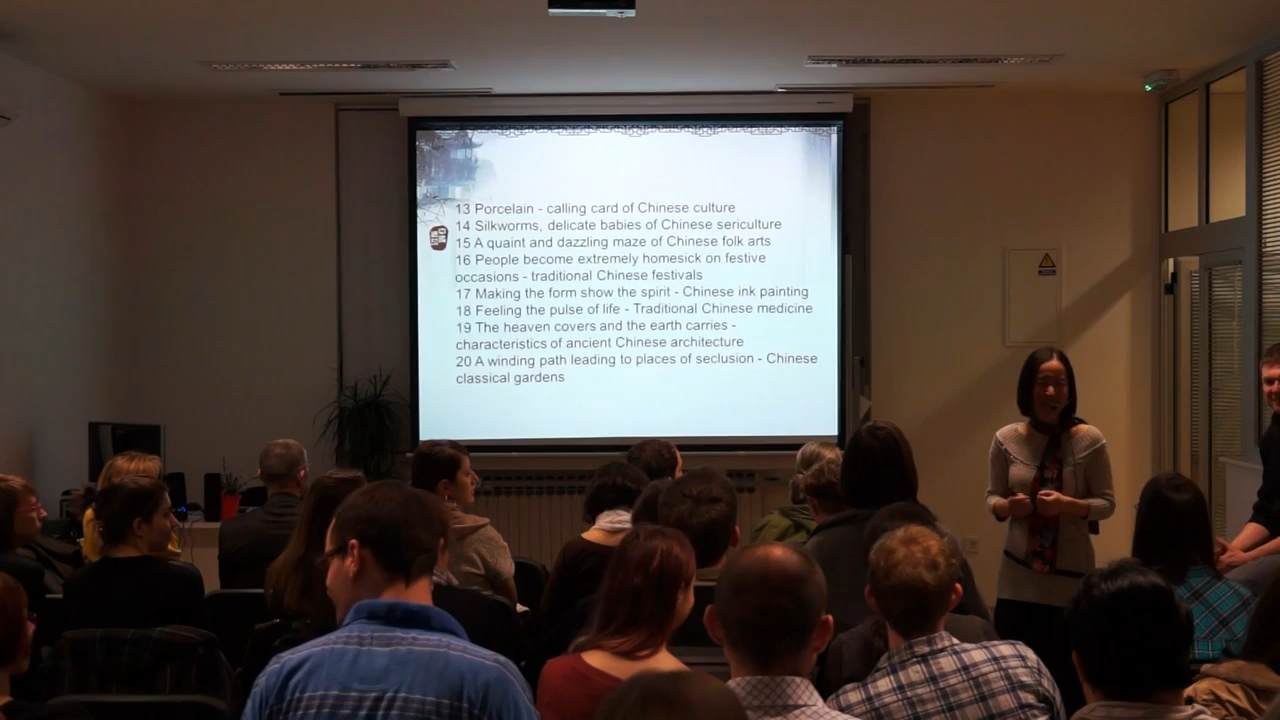 13 Porcelain - calling card of Chinese culture
14 Silkworms, delicate babies of Chinese sericulture
15 A quaint and dazzling maze of Chinese folk arts
16 People become extremely homesick on festive
occasions - traditional Chinese festivals
17 Making the form show the spirit - Chinese ink painting
18 Feeling the pulse of life - Traditional Chinese medicine
19 The heaven covers and the earth carries -
characteristics of ancient Chinese architecture
20 A winding path leading to places of seclusion - Chinese
classical gardens